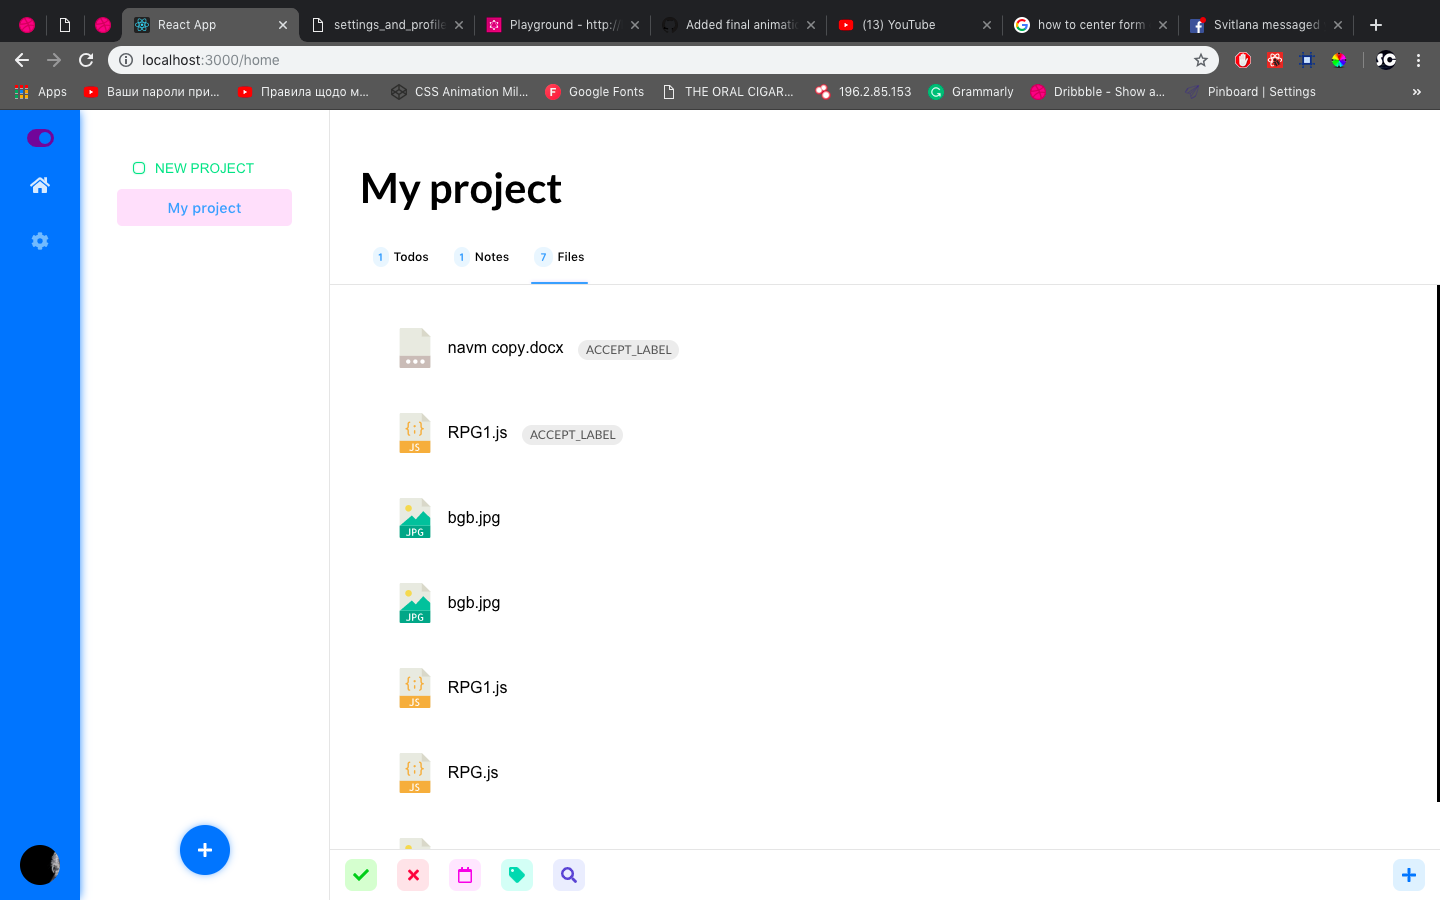 React App
settings_and_profile
Playground - http://
Added final animatic
(13) YouTube
how to center form
Svitlana messaged
localhost:3000/home
Apps
Ваши пароли при...
Правила щодо м...
CSS Animation Mil...
Google Fonts
THE ORAL CIGAR...
196.2.85.153
Grammarly
Dribbble - Show a...
Pinboard | Settings
»
NEW PROJECT
My project
My project
1 Todos
1 Notes
7 Files
navm copy.docx ACCEPT_LABEL
JS RPG1.js ACCEPT_LABEL
JPG bgb.jpg
JPG bgb.jpg
JS RPG1.js
JS RPG.js